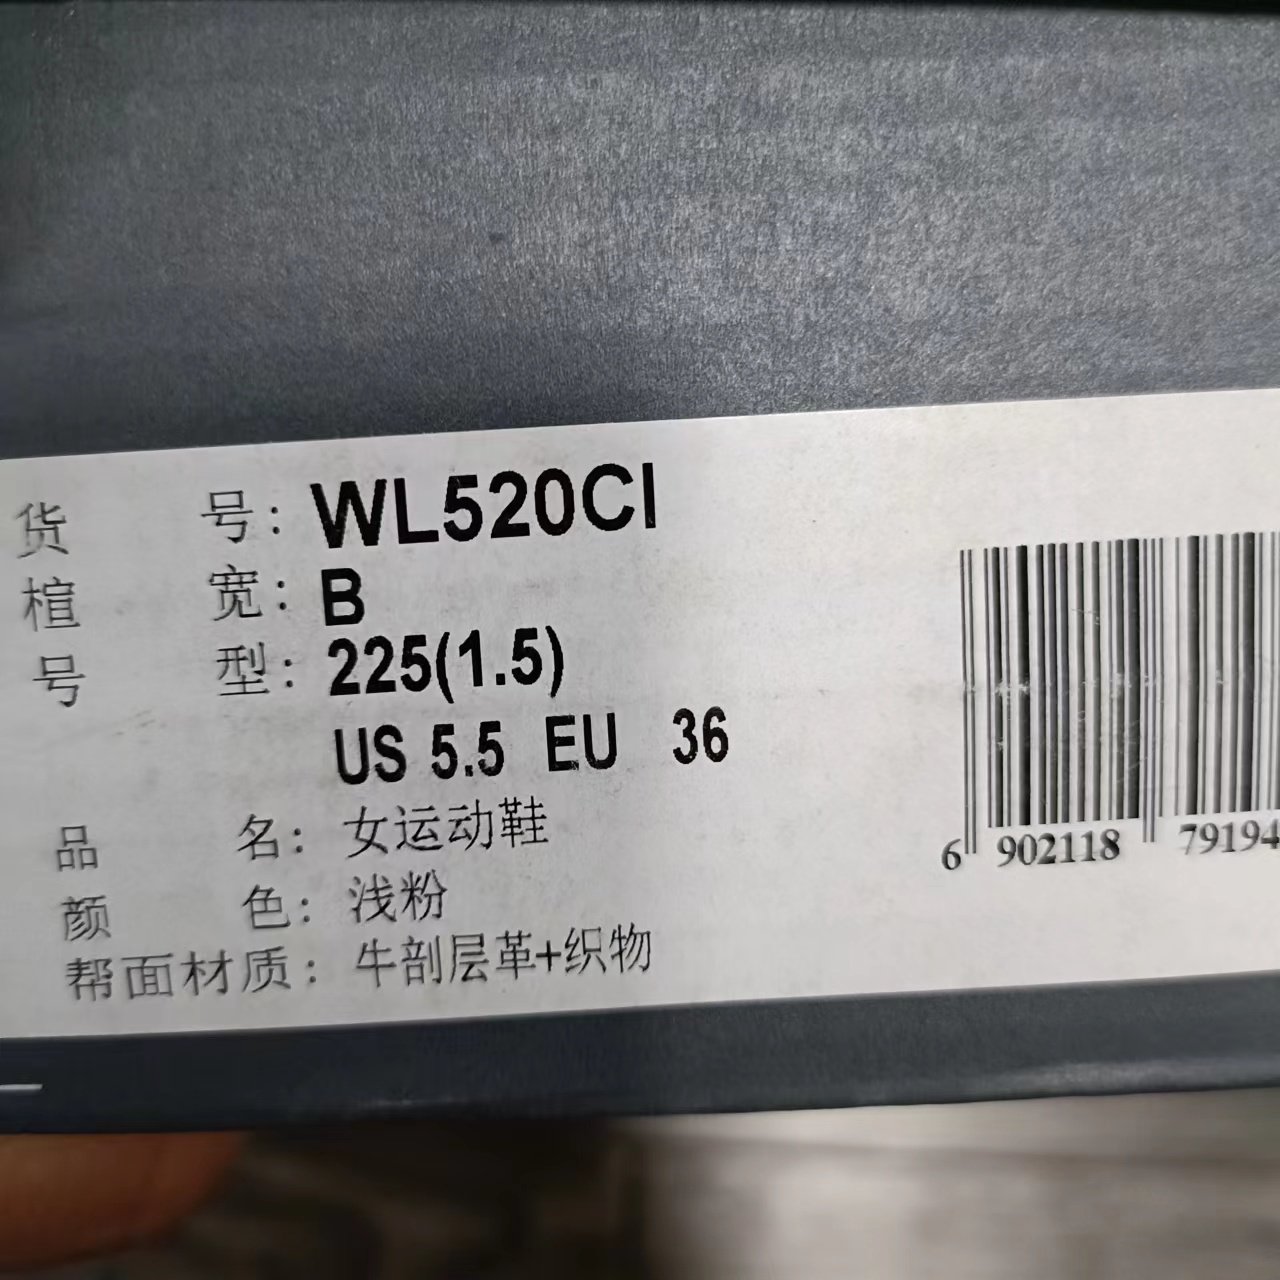 货 号: WL520CI
楦 宽: B
号 型: 225(1.5)
US 5.5 EU 36
品 名: 女运动鞋
颜 色: 浅粉
帮面材质: 牛剖层革+织物
6 902118 79194